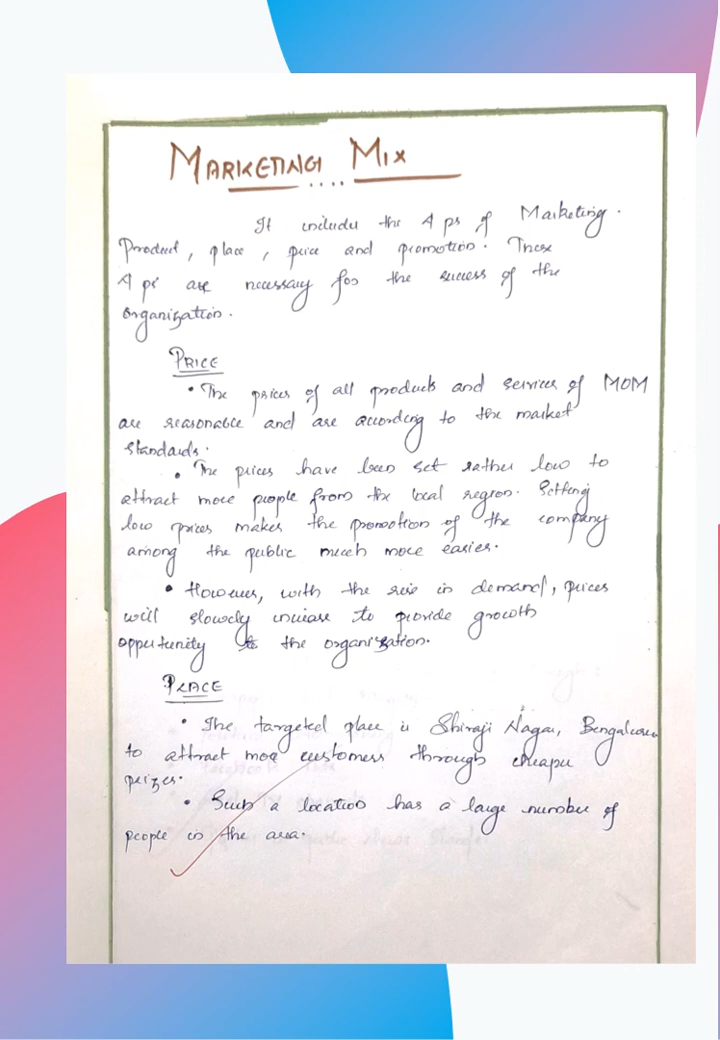 MARKETING MIX
It includes the 4 ps of Marketing.
Product, place, price and promotion. These
4 ps are necessary for the success of the
organization.
PRICE
• The prices of all products and services of MOM
are reasonable and are according to the market
standards.
• The prices have been set rather low to
attract more people from the local region. Setting
low prices makes the promotion of the company
among the public much more easier.
• However, with the rise in demand, prices
will slowly increase to provide growth
opportunity to the organisation.
PLACE
• The targeted place is Shivaji Nagar, Bengaluru
to attract more customers through cheaper
prizes.
• Such a location has a large number of
people in the area.